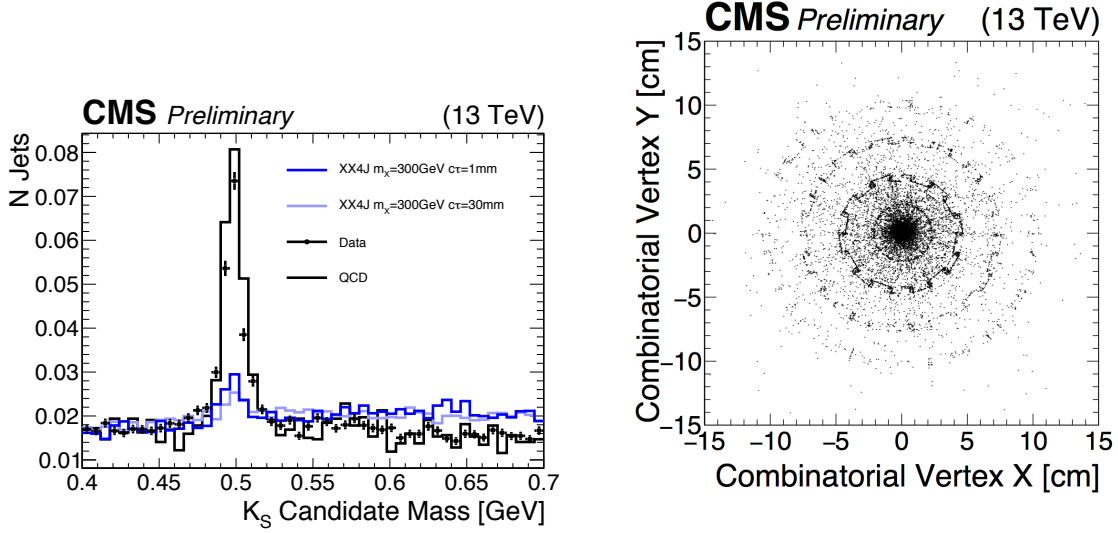 CMS Preliminary (13 TeV)
N Jets
0.08
0.07
0.06
0.05
0.04
0.03
0.02
0.01
XX4J mX=300GeV cτ=1mm
XX4J mX=300GeV cτ=30mm
Data
QCD
0.4 0.45 0.5 0.55 0.6 0.65 0.7
KS Candidate Mass [GeV]
CMS Preliminary (13 TeV)
Combinatorial Vertex Y [cm]
15
10
5
0
−5
−10
−15
−15 −10 −5 0 5 10 15
Combinatorial Vertex X [cm]